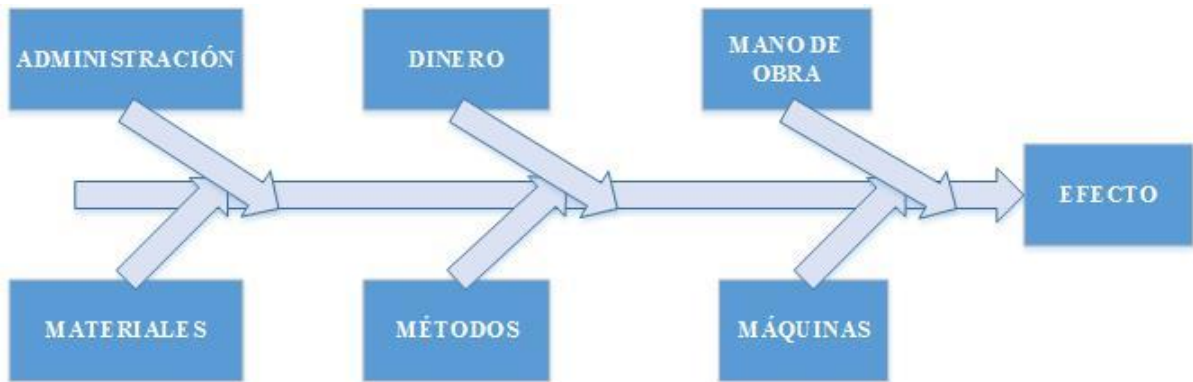 ADMINISTRACIÓN
DINERO
MANO DE
OBRA
EFECTO
MATERIALES
MÉTODOS
MÁQUINAS